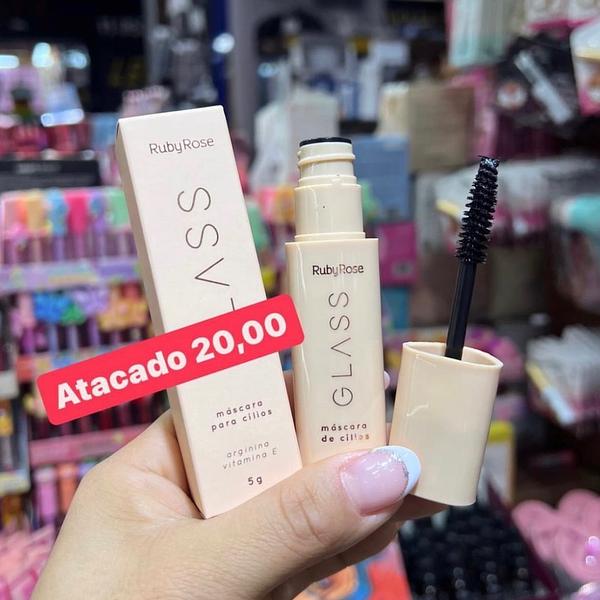 RubyRose
GLASS
Atacado 20,00
máscara
para cílios
arginina
vitamina E
5g
RubyRose
GLASS
máscara
de cílios